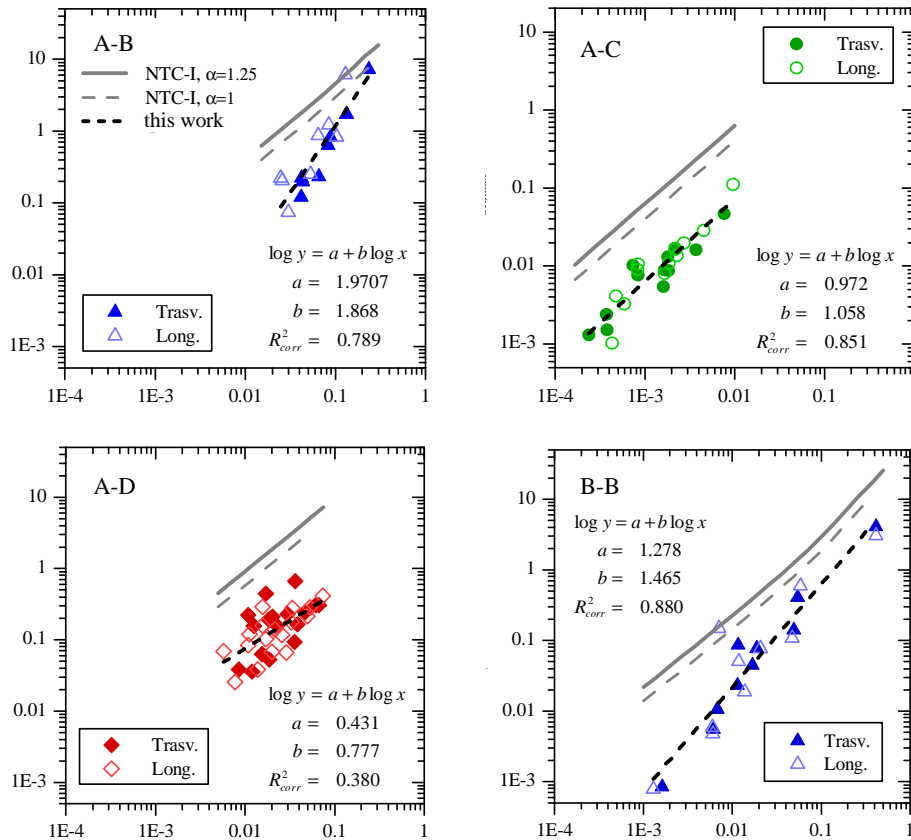 A-B
NTC-I, α=1.25
NTC-I, α=1
this work
10
1
0.1
0.01
1E-3
log y = a + b log x
a = 1.9707
b = 1.868
R²corr = 0.789
Trasv.
Long.
1E-4 1E-3 0.01 0.1 1
A-C
Trasv.
Long.
10
1
0.1
0.01
1E-3
log y = a + b log x
a = 0.972
b = 1.058
R²corr = 0.851
1E-4 1E-3 0.01 0.1 1
A-D
10
1
0.1
0.01
1E-3
log y = a + b log x
a = 0.431
b = 0.777
R²corr = 0.380
Trasv.
Long.
1E-4 1E-3 0.01 0.1 1
B-B
10
1
0.1
0.01
1E-3
log y = a + b log x
a = 1.278
b = 1.465
R²corr = 0.880
Trasv.
Long.
1E-4 1E-3 0.01 0.1